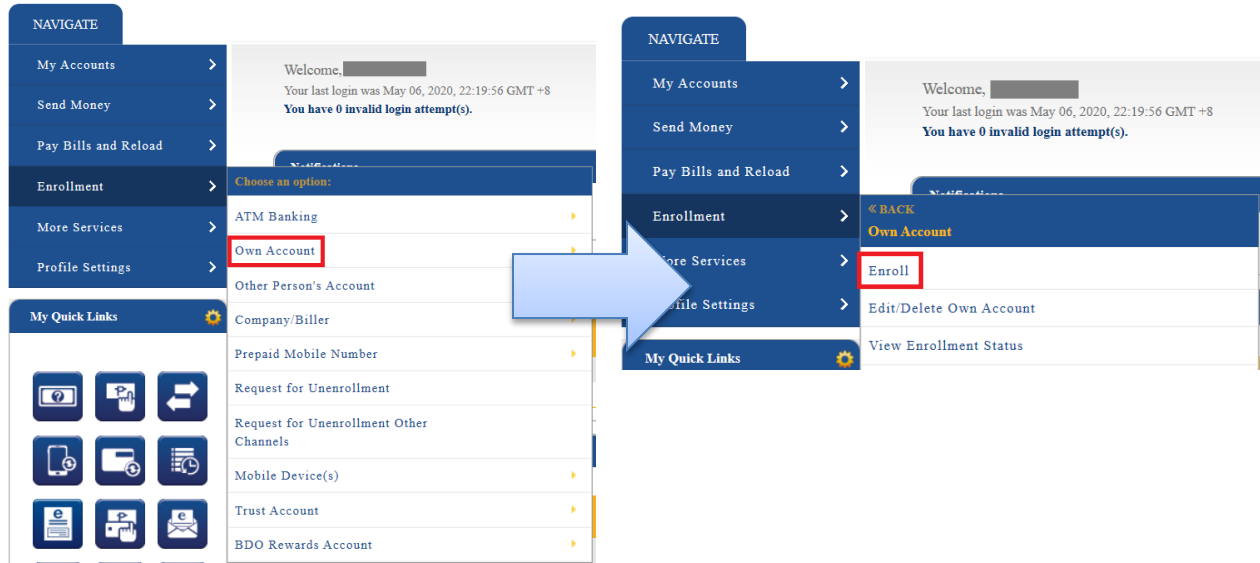 NAVIGATE
My Accounts
Send Money
Pay Bills and Reload
Enrollment
More Services
Profile Settings
My Quick Links
Welcome,
Your last login was May 06, 2020, 22:19:56 GMT +8
You have 0 invalid login attempt(s).
Notifications
Choose an option:
ATM Banking
Own Account
Other Person's Account
Company/Biller
Prepaid Mobile Number
Request for Unenrollment
Request for Unenrollment Other
Channels
Mobile Device(s)
Trust Account
BDO Rewards Account
NAVIGATE
My Accounts
Send Money
Pay Bills and Reload
Enrollment
More Services
Profile Settings
My Quick Links
Welcome,
Your last login was May 06, 2020, 22:19:56 GMT +8
You have 0 invalid login attempt(s).
Notifications
« BACK
Own Account
Enroll
Edit/Delete Own Account
View Enrollment Status